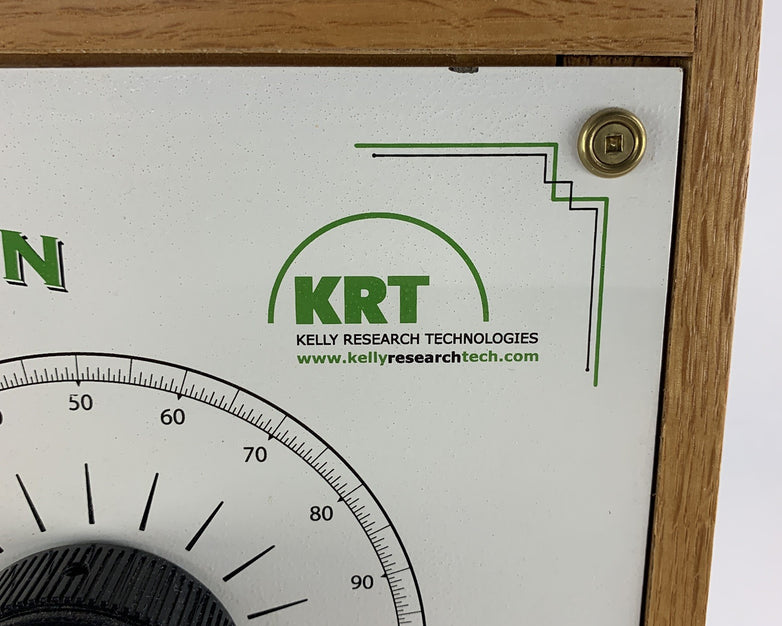 N
KRT
KELLY RESEARCH TECHNOLOGIES
www.kellyresearchtech.com
50
60
70
80
90